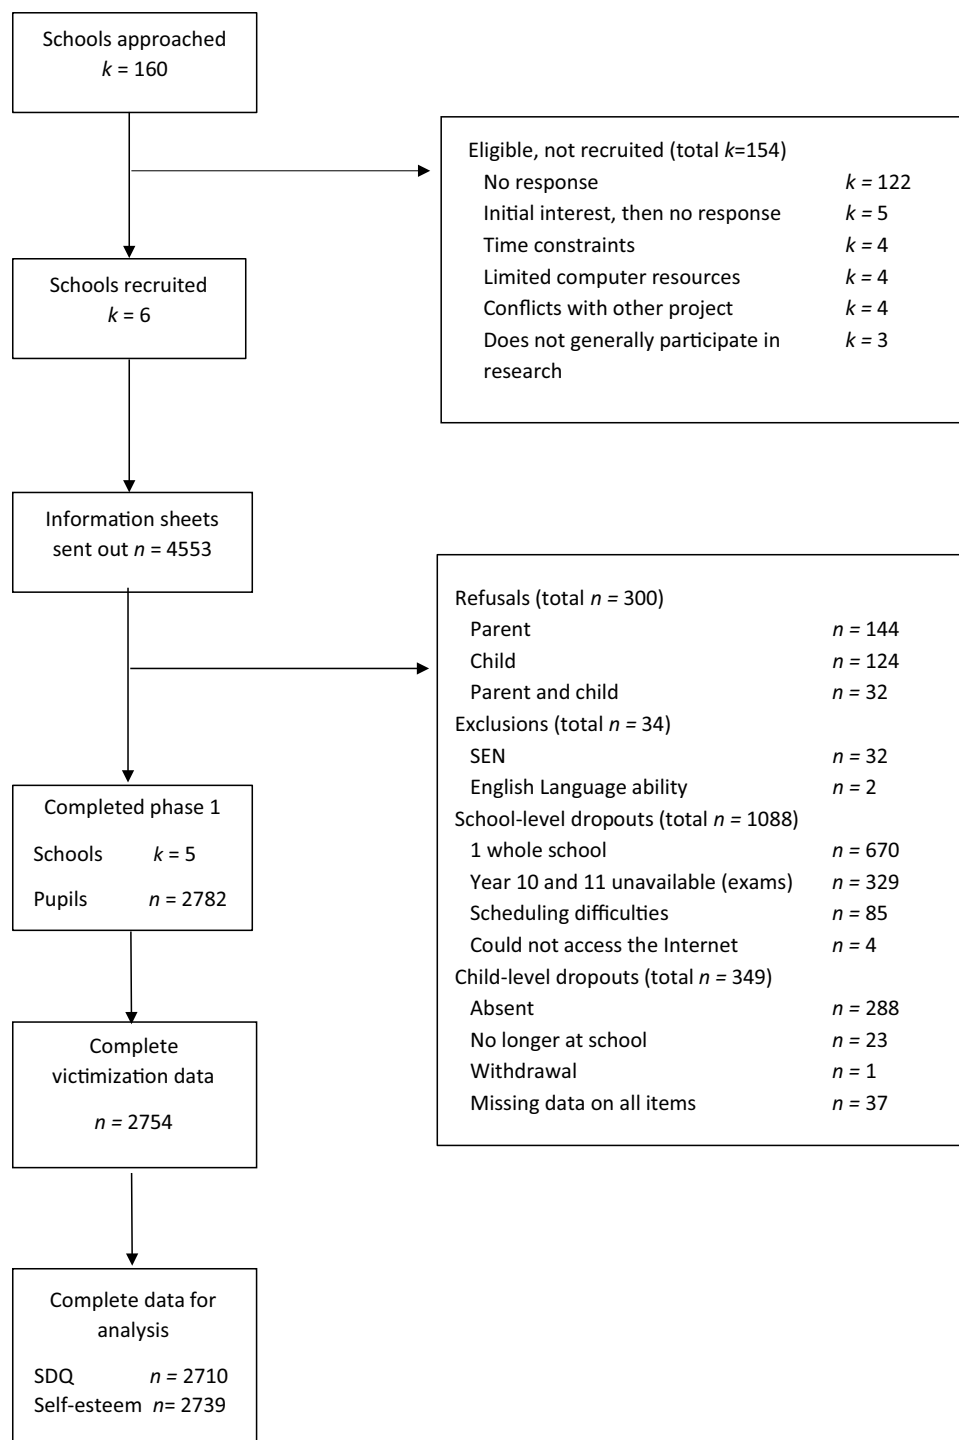 Schools approached
k = 160
Eligible, not recruited (total k=154)
No response k = 122
Initial interest, then no response k = 5
Time constraints k = 4
Limited computer resources k = 4
Conflicts with other project k = 4
Does not generally participate in k = 3
research
Schools recruited
k = 6
Information sheets
sent out n = 4553
Refusals (total n = 300)
Parent n = 144
Child n = 124
Parent and child n = 32
Exclusions (total n = 34)
SEN n = 32
English Language ability n = 2
School-level dropouts (total n = 1088)
1 whole school n = 670
Year 10 and 11 unavailable (exams) n = 329
Scheduling difficulties n = 85
Could not access the Internet n = 4
Child-level dropouts (total n = 349)
Absent n = 288
No longer at school n = 23
Withdrawal n = 1
Missing data on all items n = 37
Completed phase 1
Schools k = 5
Pupils n = 2782
Complete
victimization data
n = 2754
Complete data for
analysis
SDQ n = 2710
Self-esteem n= 2739